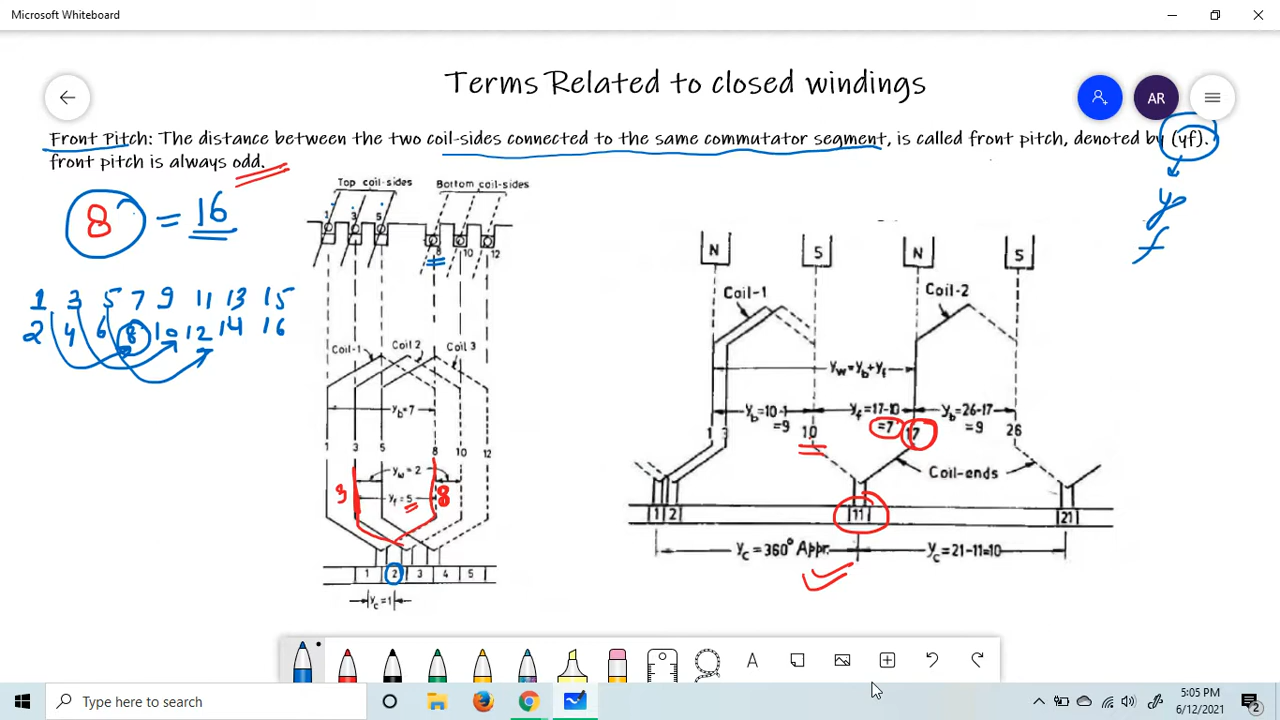 Microsoft Whiteboard
Terms Related to closed windings
AR
Front Pitch: The distance between the two coil-sides connected to the same commutator segment, is called front pitch, denoted by (yf).
front pitch is always odd.
8 = 16
1 3 5 7 9 11 13 15
2 4 6 8 10 12 14 16
y
f
Top coil-sides Bottom coil-sides
1 3 5
8 10 12
Coil-1 Coil 2 Coil 3
yb=7
1 3 5 8 10 12
yw=2
3 yf=5 8
1 2 3 4 5
yc=1
N S N S
Coil-1 Coil-2
yw=yb+yf
yb=10-1 yf=17-10 yb=26-17
=9 =7 =9
1 3 10 17 26
Coil-ends
1 2 11 21
yc=360° Appr. yc=21-11=10
A
Type here to search
5:05 PM
6/12/2021
2